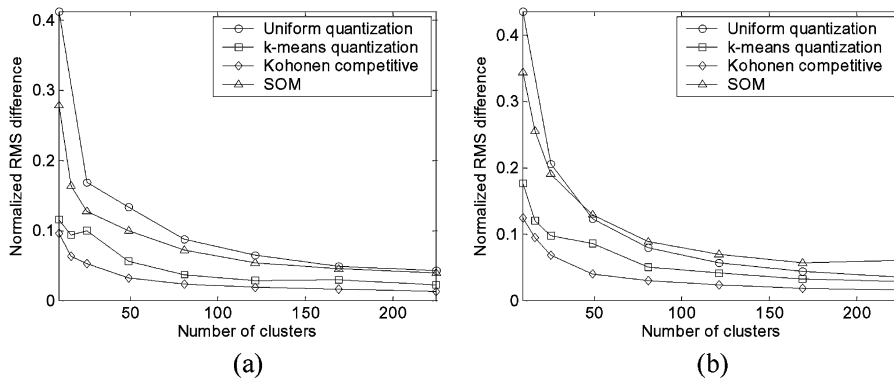 0.4
0.3
0.2
0.1
0
Normalized RMS difference
50
100
150
200
Number of clusters
Uniform quantization
k-means quantization
Kohonen competitive
SOM
(a)
0.4
0.3
0.2
0.1
0
Normalized RMS difference
50
100
150
200
Number of clusters
Uniform quantization
k-means quantization
Kohonen competitive
SOM
(b)